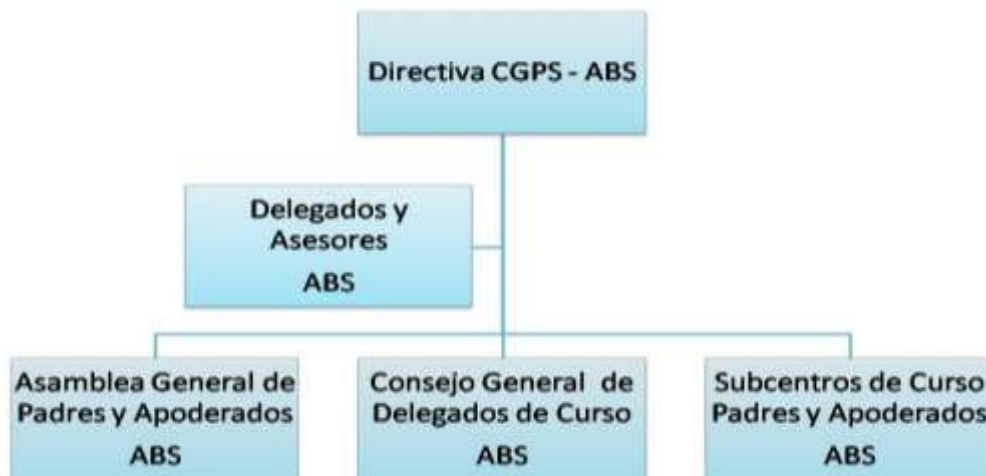 Directiva CGPS - ABS
Delegados y
Asesores
ABS
Asamblea General de
Padres y Apoderados
ABS
Consejo General de
Delegados de Curso
ABS
Subcentros de Curso
Padres y Apoderados
ABS